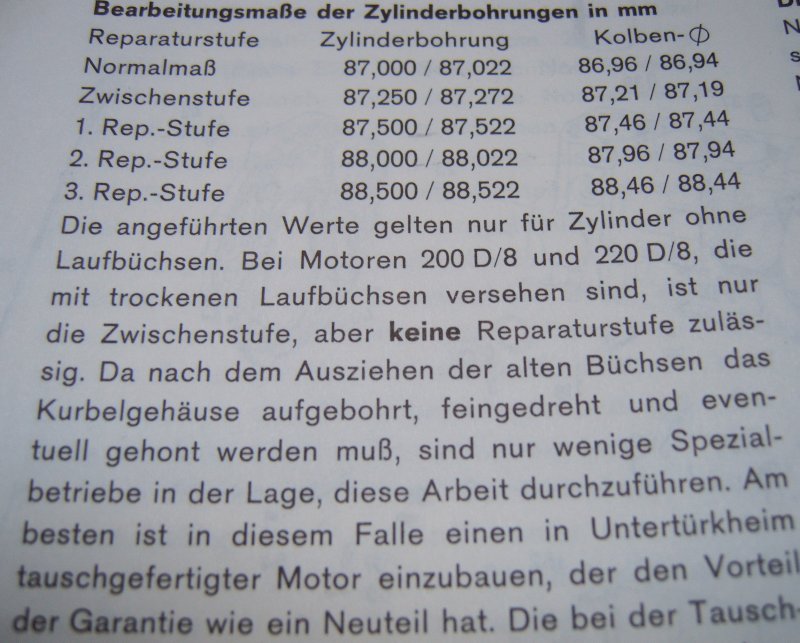 Bearbeitungsmaße der Zylinderbohrungen in mm
Reparaturstufe Zylinderbohrung Kolben-∅
Normalmaß 87,000 / 87,022 86,96 / 86,94
Zwischenstufe 87,250 / 87,272 87,21 / 87,19
1. Rep.-Stufe 87,500 / 87,522 87,46 / 87,44
2. Rep.-Stufe 88,000 / 88,022 87,96 / 87,94
3. Rep.-Stufe 88,500 / 88,522 88,46 / 88,44
Die angeführten Werte gelten nur für Zylinder ohne
Laufbüchsen. Bei Motoren 200 D/8 und 220 D/8, die
mit trockenen Laufbüchsen versehen sind, ist nur
die Zwischenstufe, aber keine Reparaturstufe zuläs-
sig. Da nach dem Ausziehen der alten Büchsen das
Kurbelgehäuse aufgebohrt, feingedreht und even-
tuell gehont werden muß, sind nur wenige Spezial-
betriebe in der Lage, diese Arbeit durchzuführen. Am
besten ist in diesem Falle einen in Untertürkheim
tauschgefertigter Motor einzubauen, der den Vorteil
der Garantie wie ein Neuteil hat. Die bei der Tausch-